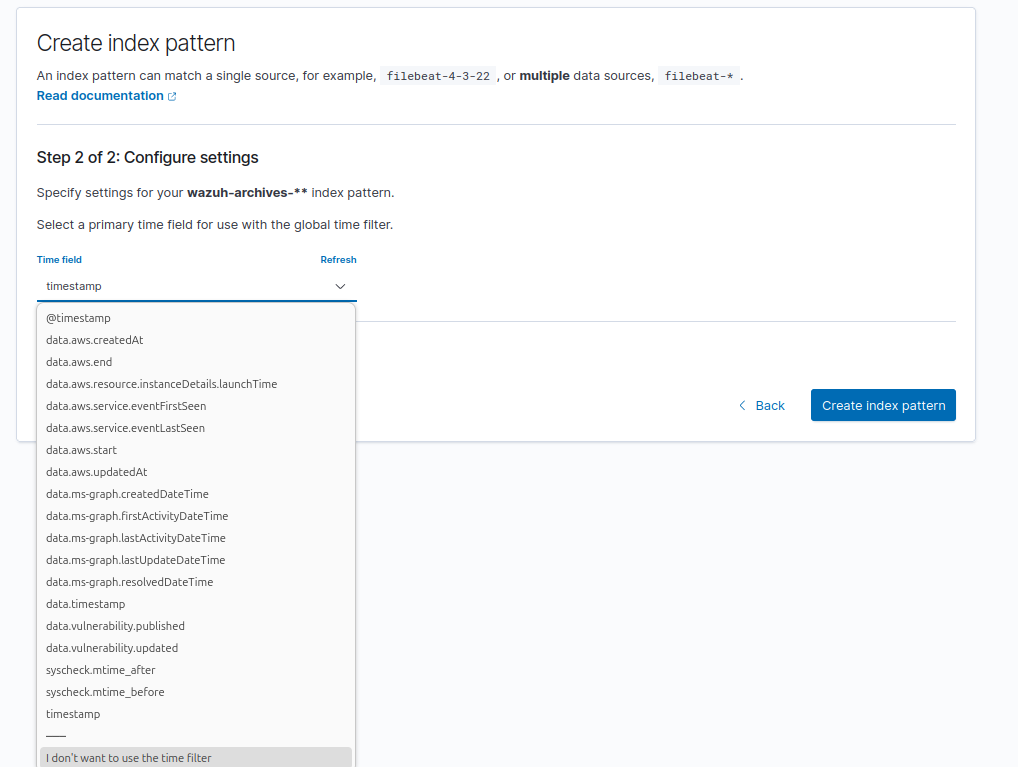 Create index pattern
An index pattern can match a single source, for example, filebeat-4-3-22 , or multiple data sources, filebeat-* .
Read documentation
Step 2 of 2: Configure settings
Specify settings for your wazuh-archives-** index pattern.
Select a primary time field for use with the global time filter.
Time field Refresh
timestamp
@timestamp
data.aws.createdAt
data.aws.end
data.aws.resource.instanceDetails.launchTime
data.aws.service.eventFirstSeen
Back Create index pattern
data.aws.service.eventLastSeen
data.aws.start
data.aws.updatedAt
data.ms-graph.createdDateTime
data.ms-graph.firstActivityDateTime
data.ms-graph.lastActivityDateTime
data.ms-graph.lastUpdateDateTime
data.ms-graph.resolvedDateTime
data.timestamp
data.vulnerability.published
data.vulnerability.updated
syscheck.mtime_after
syscheck.mtime_before
timestamp
I don't want to use the time filter